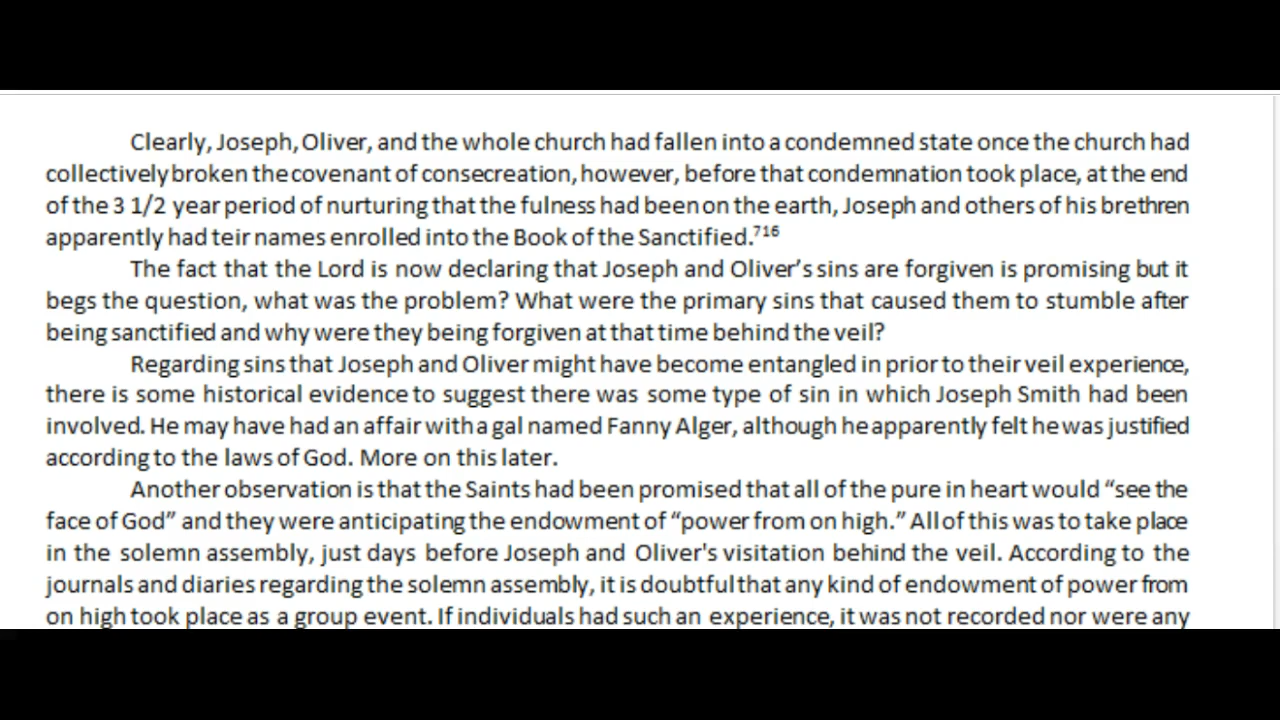 Clearly, Joseph, Oliver, and the whole church had fallen into a condemned state once the church had
collectively broken the covenant of consecreation, however, before that condemnation took place, at the end
of the 3 1/2 year period of nurturing that the fulness had been on the earth, Joseph and others of his brethren
apparently had teir names enrolled into the Book of the Sanctified.⁷¹⁶
The fact that the Lord is now declaring that Joseph and Oliver’s sins are forgiven is promising but it
begs the question, what was the problem? What were the primary sins that caused them to stumble after
being sanctified and why were they being forgiven at that time behind the veil?
Regarding sins that Joseph and Oliver might have become entangled in prior to their veil experience,
there is some historical evidence to suggest there was some type of sin in which Joseph Smith had been
involved. He may have had an affair with a gal named Fanny Alger, although he apparently felt he was justified
according to the laws of God. More on this later.
Another observation is that the Saints had been promised that all of the pure in heart would “see the
face of God” and they were anticipating the endowment of “power from on high.” All of this was to take place
in the solemn assembly, just days before Joseph and Oliver's visitation behind the veil. According to the
journals and diaries regarding the solemn assembly, it is doubtful that any kind of endowment of power from
on high took place as a group event. If individuals had such an experience, it was not recorded nor were any